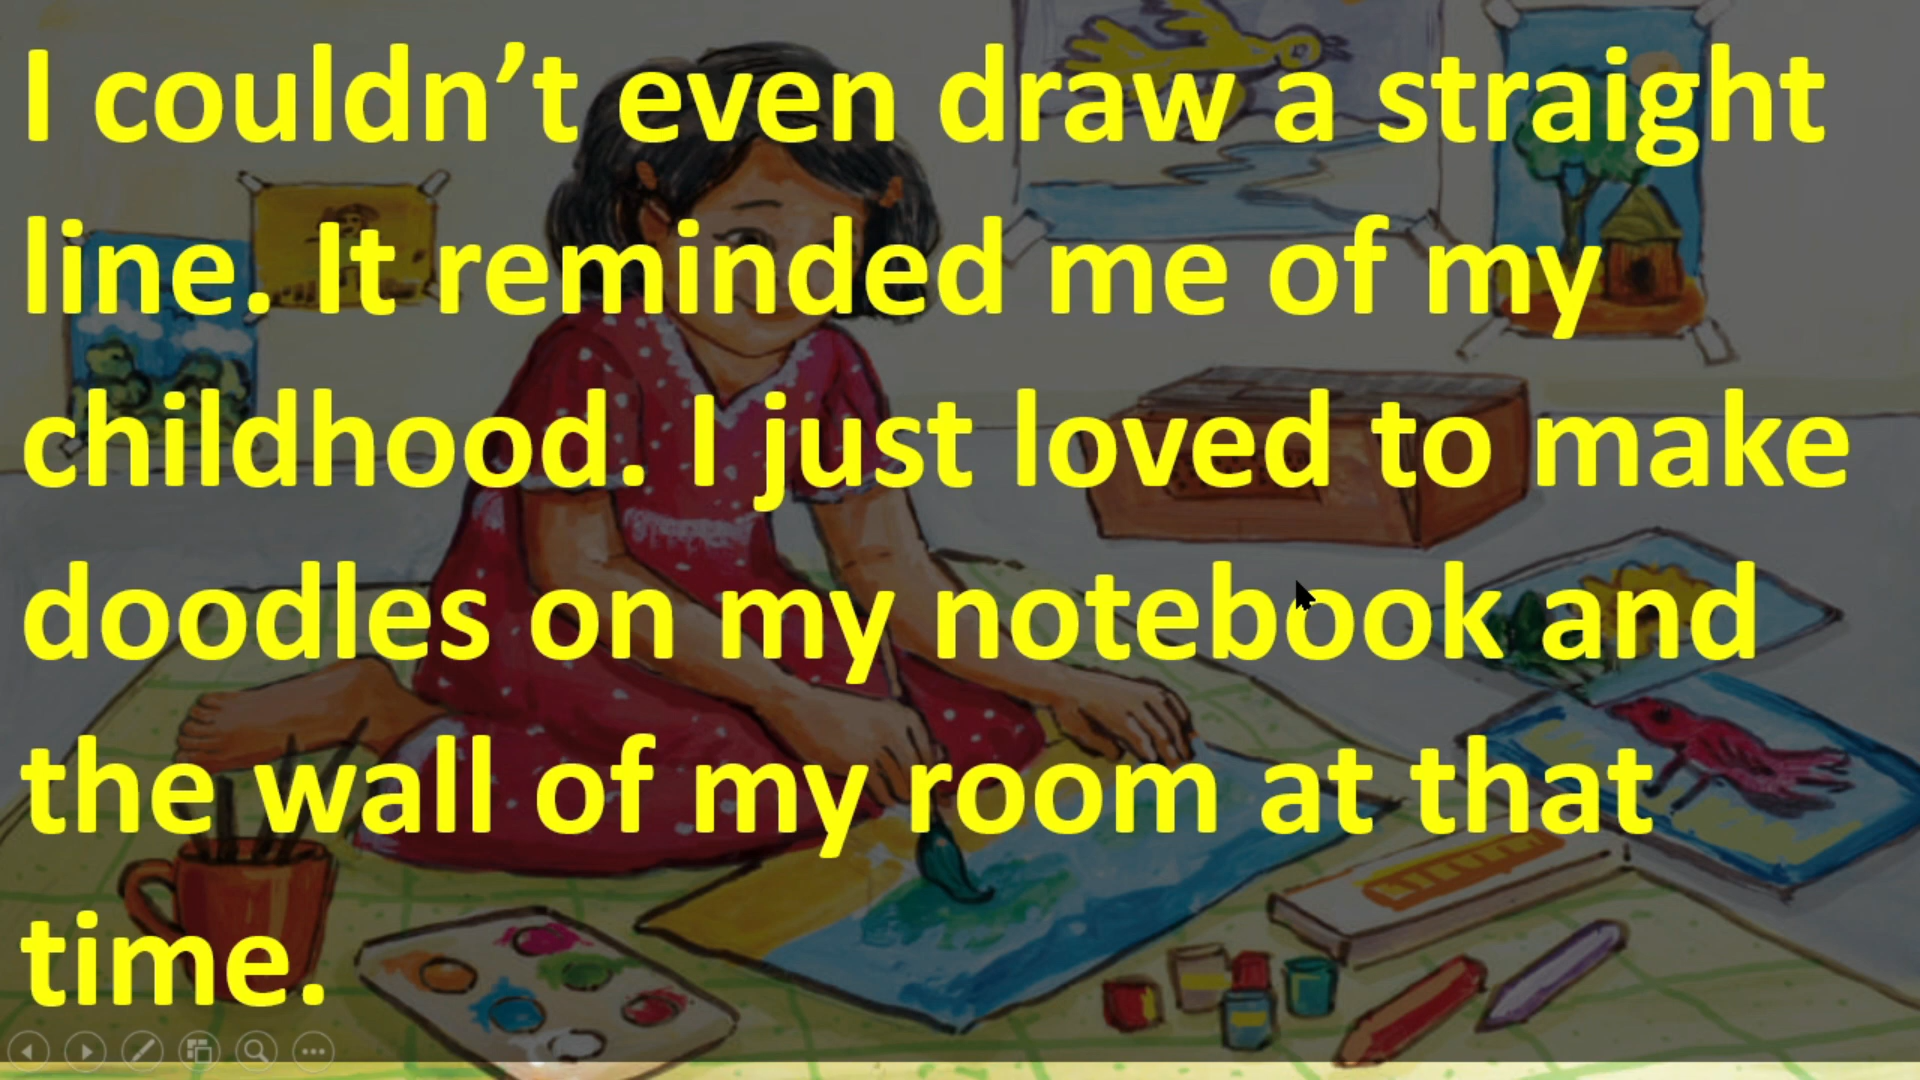 I couldn’t even draw a straight
line. It reminded me of my
childhood. I just loved to make
doodles on my notebook and
the wall of my room at that
time.